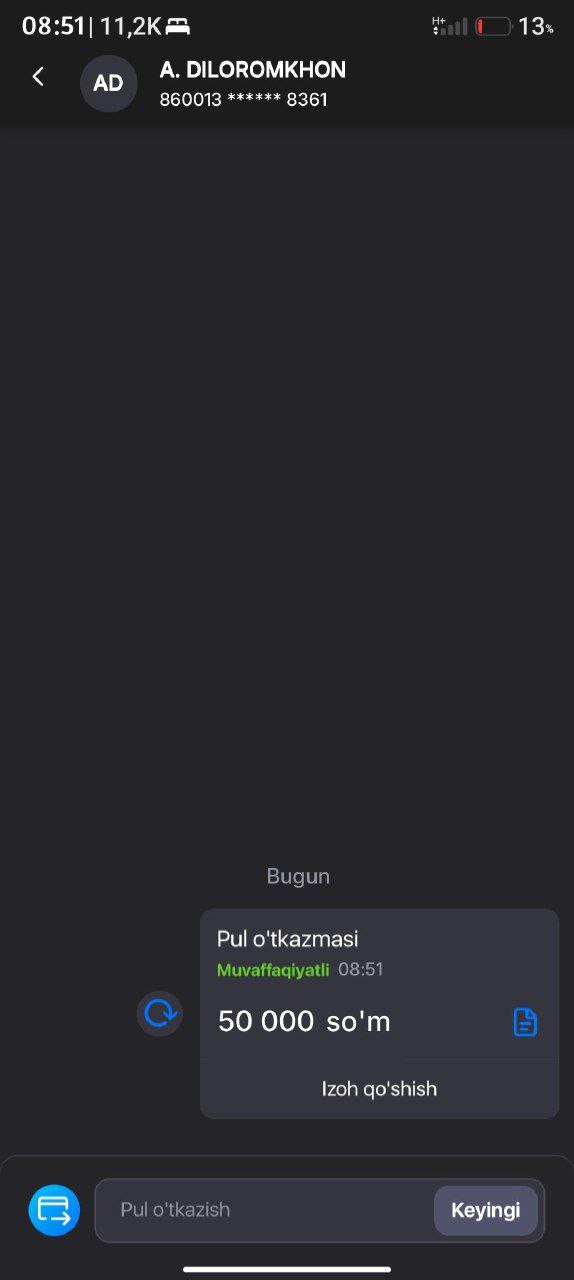 08:51| 11,2K
H+
13%
AD
A. DILOROMKHON
860013 ****** 8361
Bugun
Pul o'tkazmasi
Muvaffaqiyatli 08:51
50 000 so'm
Izoh qo'shish
Pul o'tkazish
Keyingi